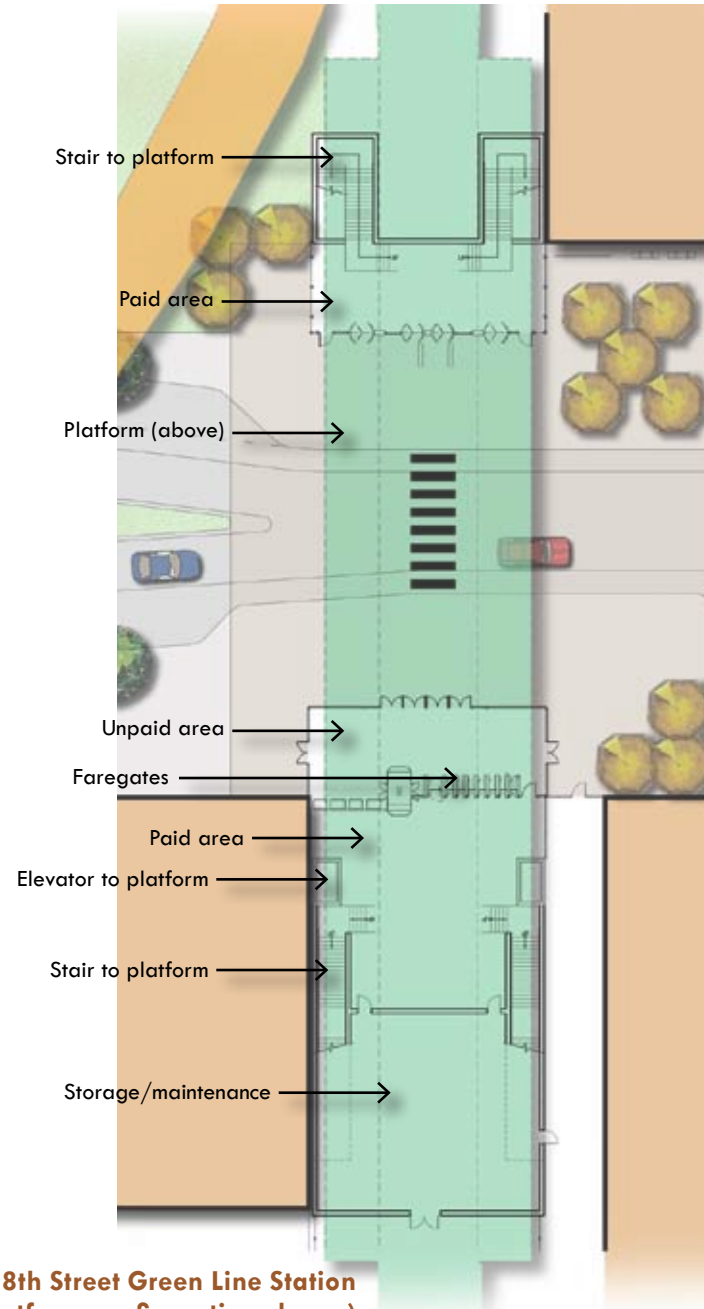 Stair to platform
Paid area
Platform (above)
Unpaid area
Faregates
Paid area
Elevator to platform
Stair to platform
Storage/maintenance
8th Street Green Line Station